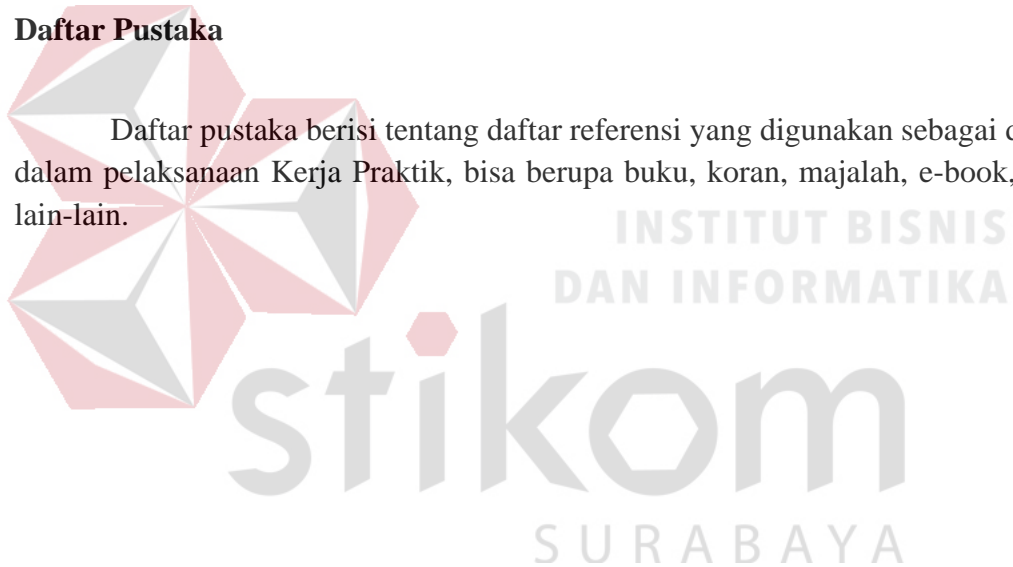 Daftar Pustaka
Daftar pustaka berisi tentang daftar referensi yang digunakan sebagai
dalam pelaksanaan Kerja Praktik, bisa berupa buku, koran, majalah, e-book,
lain-lain.
INSTITUT BISNIS
DAN INFORMATIKA
stikom
SURABAYA